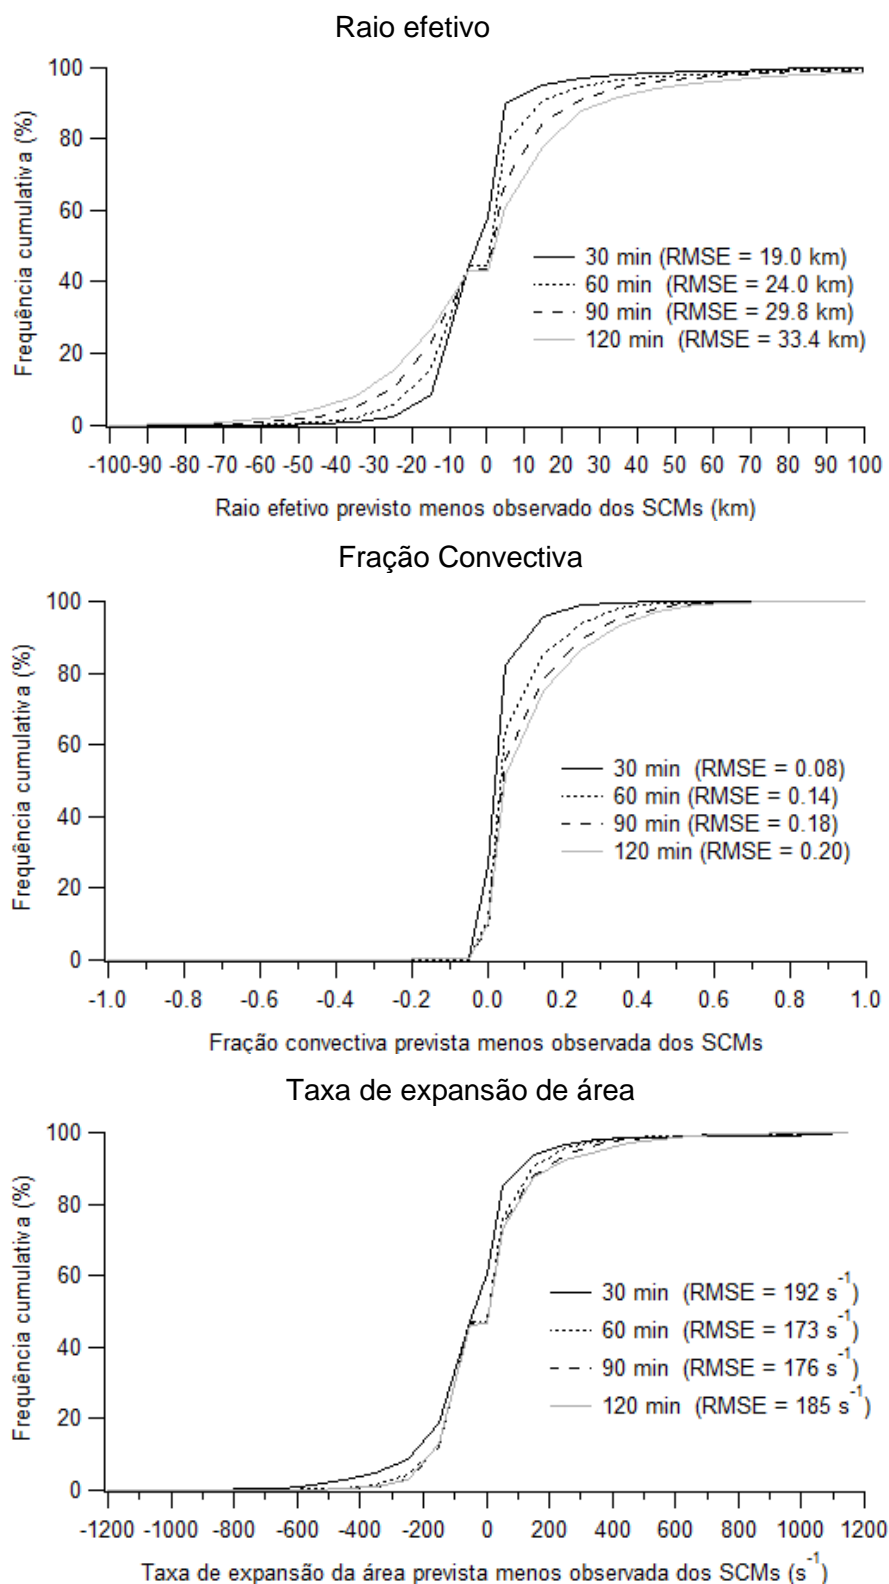 Raio efetivo
Frequência cumulativa (%)
100
80
60
40
20
0
30 min (RMSE = 19.0 km)
60 min (RMSE = 24.0 km)
90 min (RMSE = 29.8 km)
120 min (RMSE = 33.4 km)
-100 -90 -80 -70 -60 -50 -40 -30 -20 -10 0 10 20 30 40 50 60 70 80 90 100
Raio efetivo previsto menos observado dos SCMs (km)
Fração Convectiva
Frequência cumulativa (%)
100
80
60
40
20
0
30 min (RMSE = 0.08)
60 min (RMSE = 0.14)
90 min (RMSE = 0.18)
120 min (RMSE = 0.20)
-1.0 -0.8 -0.6 -0.4 -0.2 0.0 0.2 0.4 0.6 0.8 1.0
Fração convectiva prevista menos observada dos SCMs
Taxa de expansão de área
Frequência cumulativa (%)
100
80
60
40
20
0
30 min (RMSE = 192 s⁻¹)
60 min (RMSE = 173 s⁻¹)
90 min (RMSE = 176 s⁻¹)
120 min (RMSE = 185 s⁻¹)
-1200 -1000 -800 -600 -400 -200 0 200 400 600 800 1000 1200
Taxa de expansão da área prevista menos observada dos SCMs (s⁻¹)